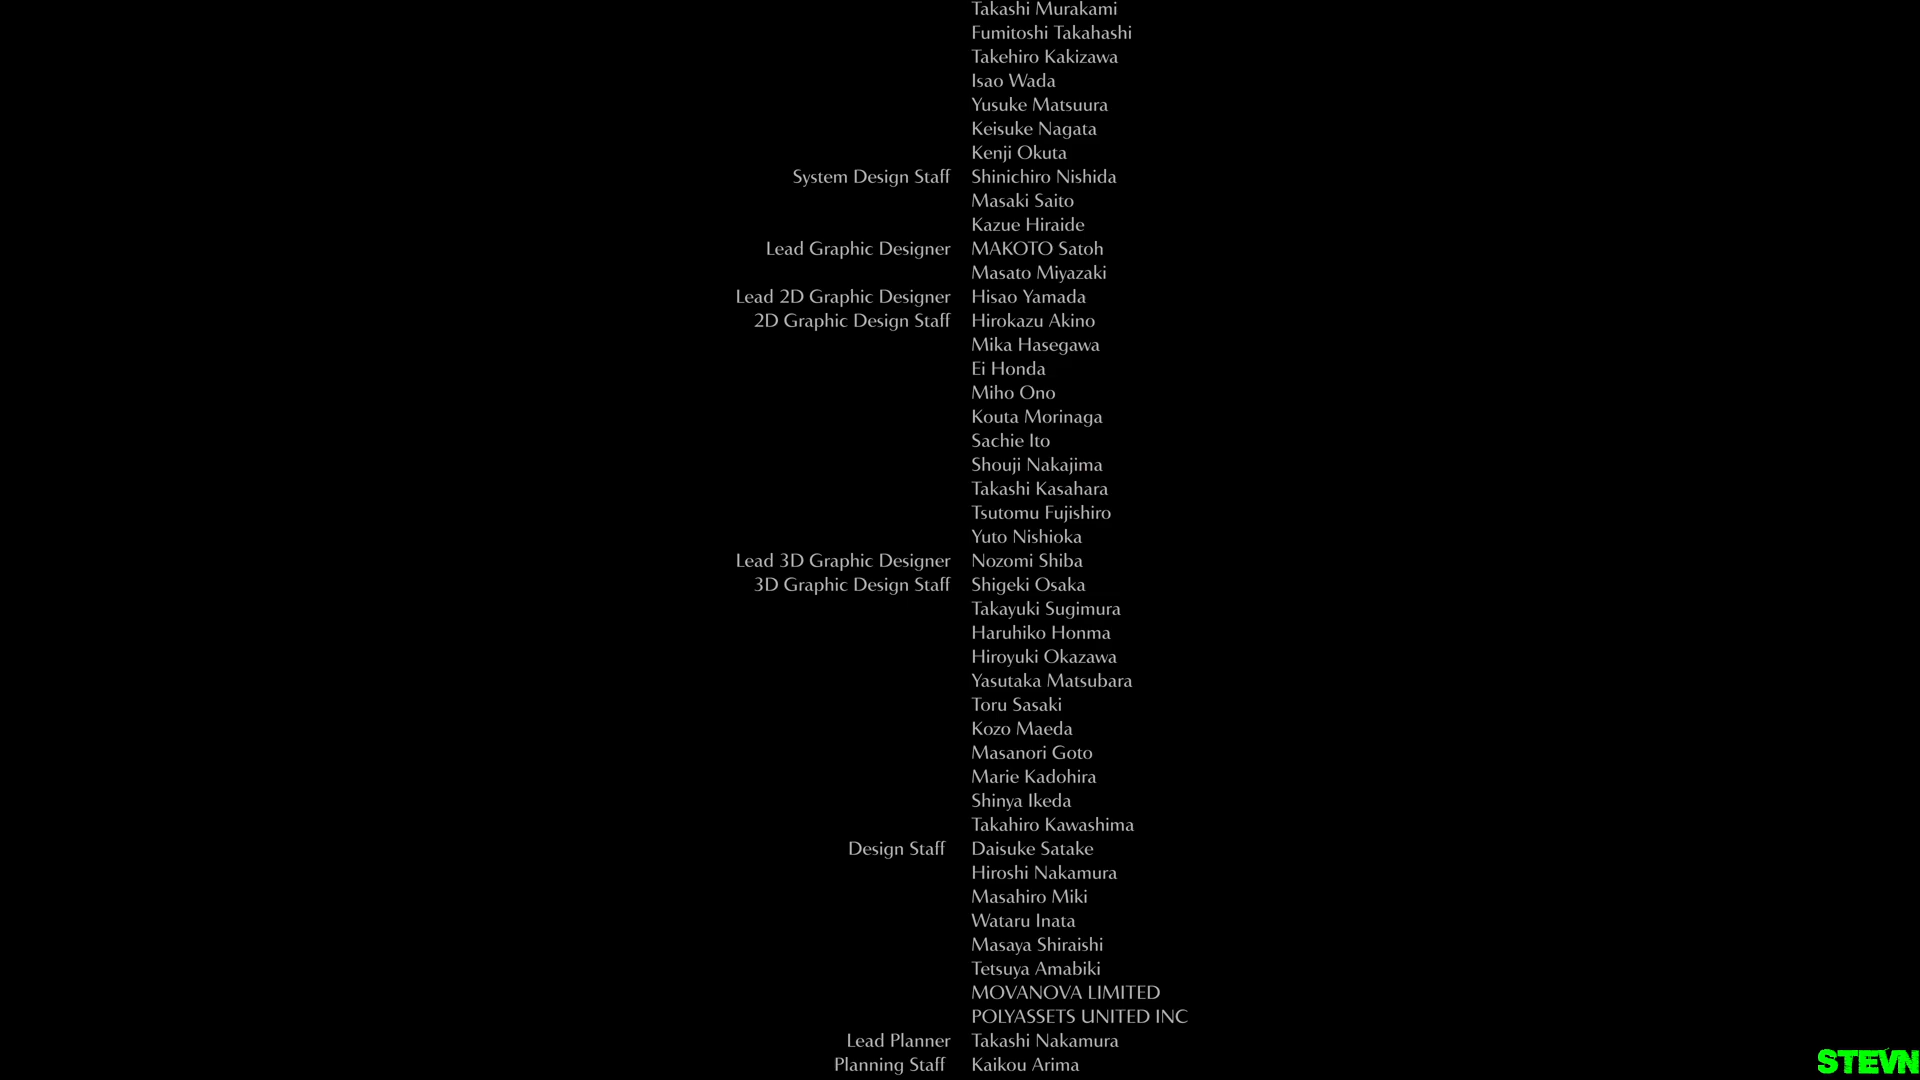 Takashi Murakami
Fumitoshi Takahashi
Takehiro Kakizawa
Isao Wada
Yusuke Matsuura
Keisuke Nagata
Kenji Okuta
System Design Staff Shinichiro Nishida
Masaki Saito
Kazue Hiraide
Lead Graphic Designer MAKOTO Satoh
Masato Miyazaki
Lead 2D Graphic Designer Hisao Yamada
2D Graphic Design Staff Hirokazu Akino
Mika Hasegawa
Ei Honda
Miho Ono
Kouta Morinaga
Sachie Ito
Shouji Nakajima
Takashi Kasahara
Tsutomu Fujishiro
Yuto Nishioka
Lead 3D Graphic Designer Nozomi Shiba
3D Graphic Design Staff Shigeki Osaka
Takayuki Sugimura
Haruhiko Honma
Hiroyuki Okazawa
Yasutaka Matsubara
Toru Sasaki
Kozo Maeda
Masanori Goto
Marie Kadohira
Shinya Ikeda
Takahiro Kawashima
Design Staff Daisuke Satake
Hiroshi Nakamura
Masahiro Miki
Wataru Inata
Masaya Shiraishi
Tetsuya Amabiki
MOVANOVA LIMITED
POLYASSETS UNITED INC
Lead Planner Takashi Nakamura
Planning Staff Kaikou Arima
STEVN